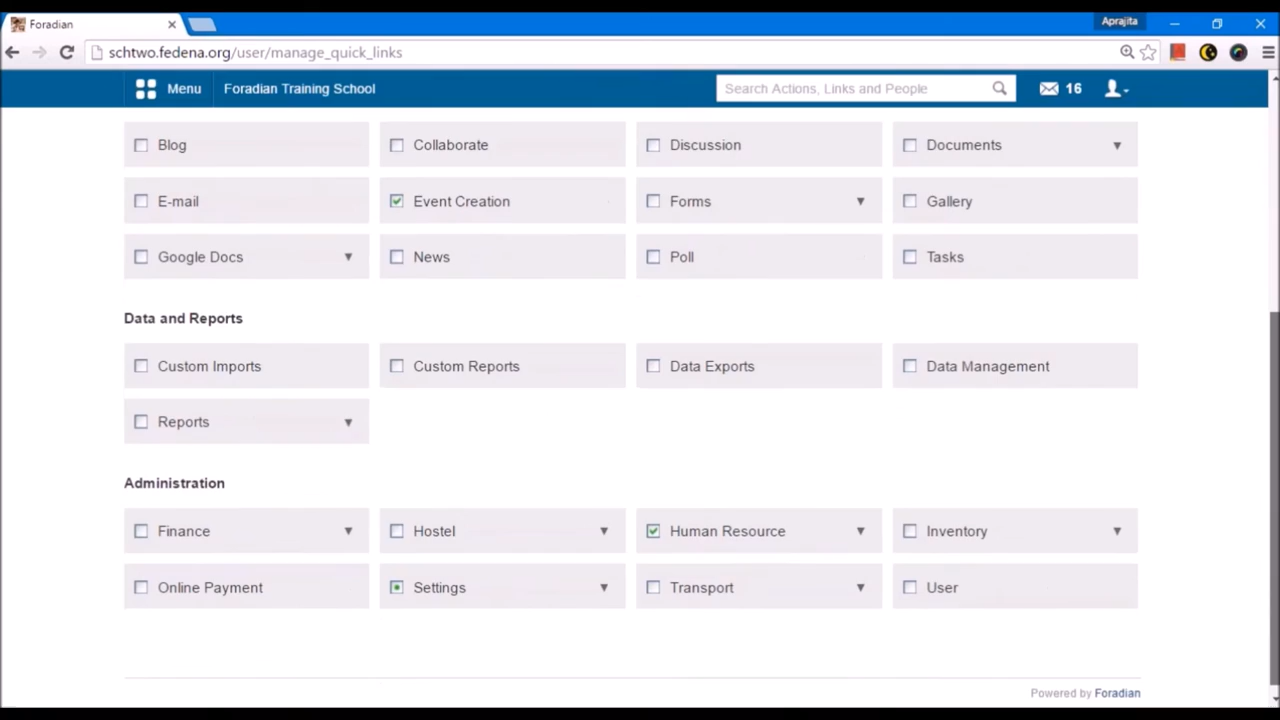 Foradian
Aprajita
schtwo.fedena.org/user/manage_quick_links
Menu Foradian Training School Search Actions, Links and People 16
Blog Collaborate Discussion Documents
E-mail Event Creation Forms Gallery
Google Docs News Poll Tasks
Data and Reports
Custom Imports Custom Reports Data Exports Data Management
Reports
Administration
Finance Hostel Human Resource Inventory
Online Payment Settings Transport User
Powered by Foradian